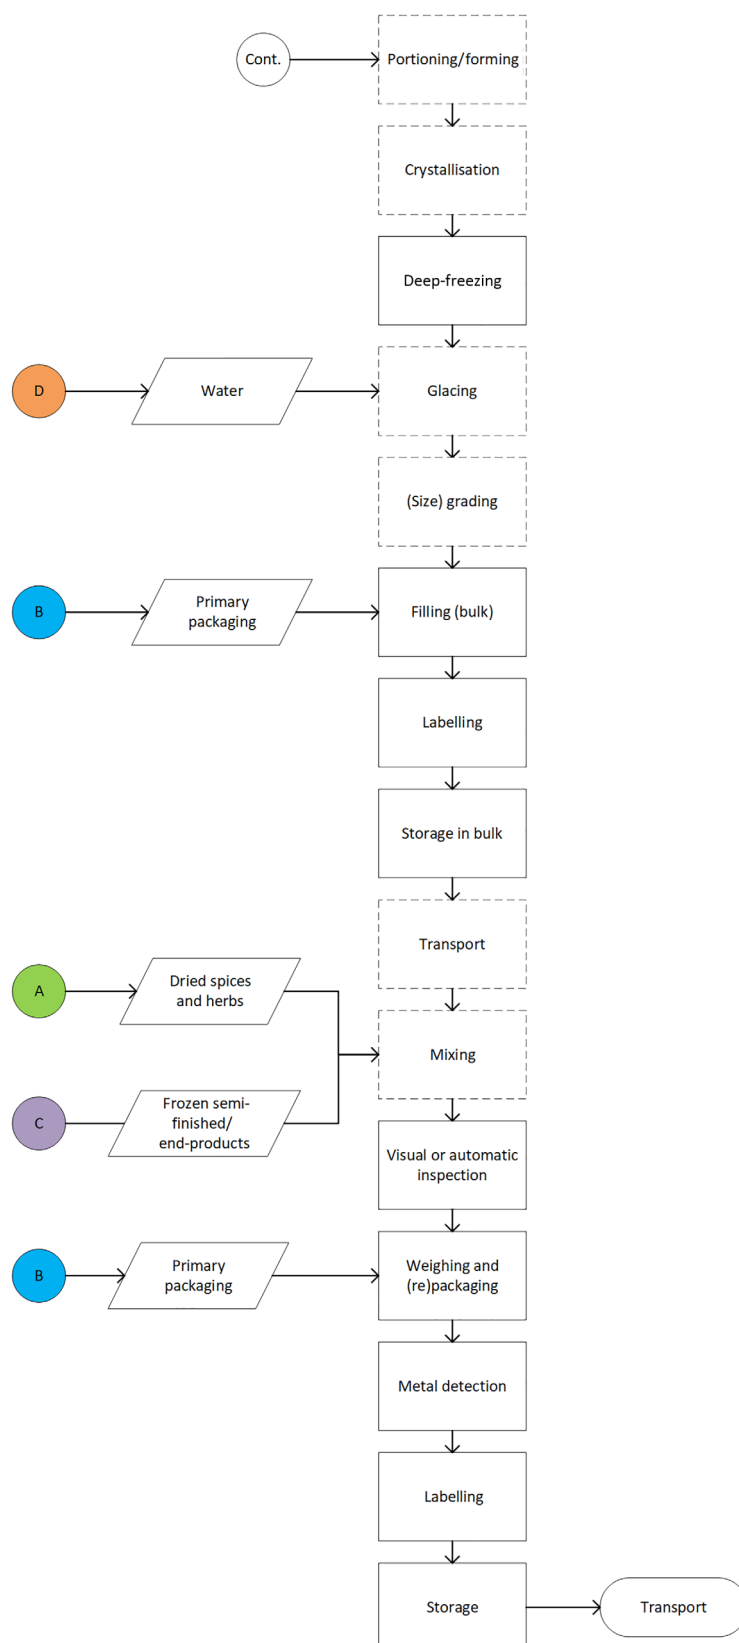 Cont.
Portioning/forming
Crystallisation
Deep-freezing
D
Water
Glacing
(Size) grading
B
Primary
packaging
Filling (bulk)
Labelling
Storage in bulk
Transport
A
Dried spices
and herbs
Mixing
C
Frozen semi-
finished/
end-products
Visual or automatic
inspection
B
Primary
packaging
Weighing and
(re)packaging
Metal detection
Labelling
Storage
Transport